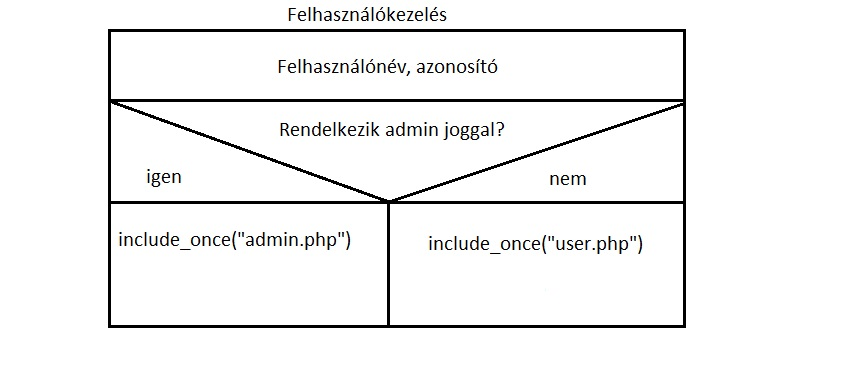 Felhasználókezelés
Felhasználónév, azonosító
Rendelkezik admin joggal?
igen
nem
include_once("admin.php")
include_once("user.php")